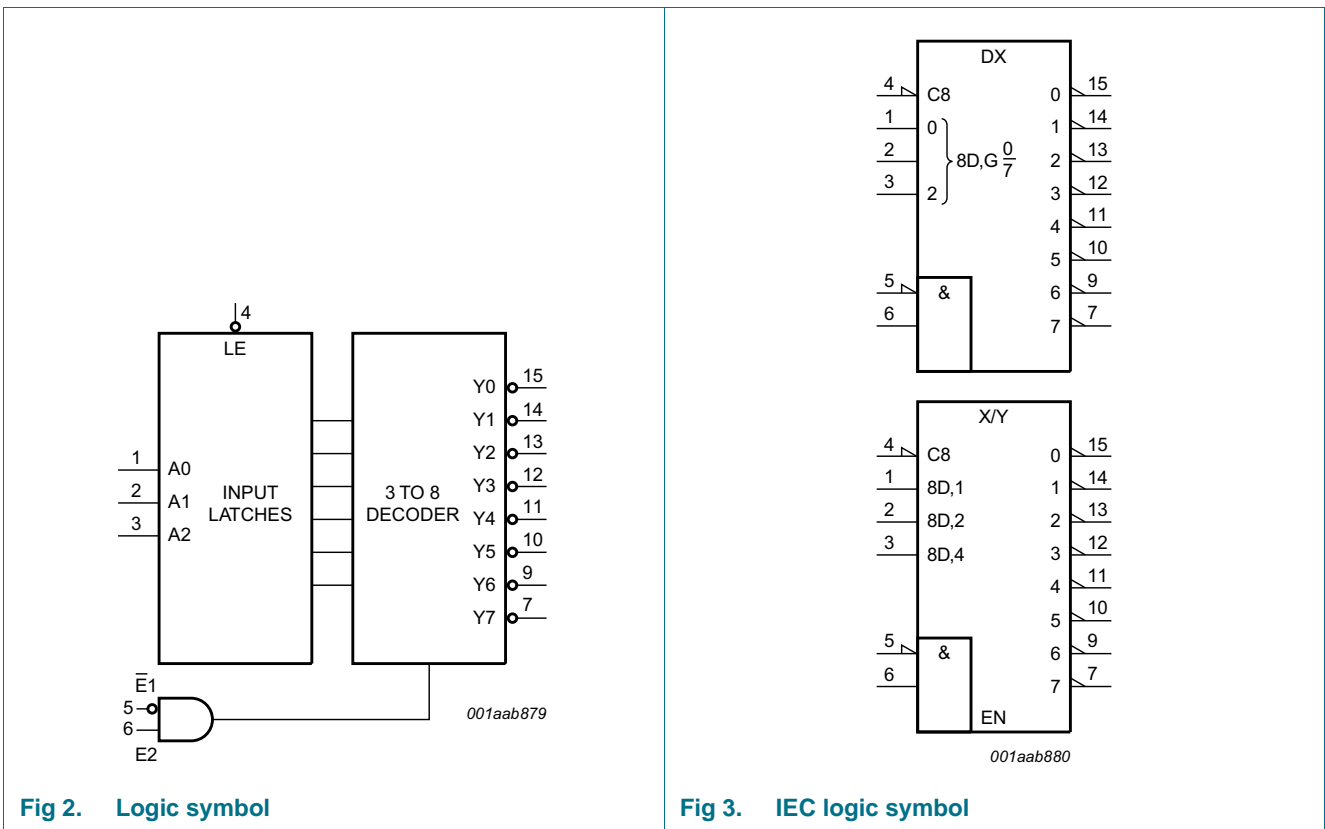 4
LE
Y0 15
Y1 14
1 A0
Y2 13
2 A1
INPUT
LATCHES
3 TO 8
DECODER
Y3 12
3 A2
Y4 11
Y5 10
Y6 9
Y7 7
E̅1
5
6
E2
001aab879
Fig 2. Logic symbol
DX
4 C8 0 15
1 0 1 14
2 8D,G 0/7 2 13
3 2 3 12
4 11
5 10
5 & 6 9
6 7 7
X/Y
4 C8 0 15
1 8D,1 1 14
2 8D,2 2 13
3 8D,4 3 12
4 11
5 10
5 & 6 9
6 7 7
EN
001aab880
Fig 3. IEC logic symbol